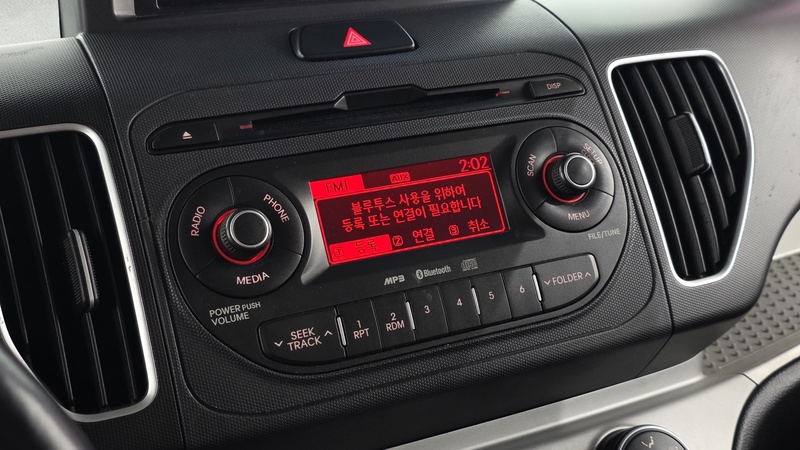 DISP
FM1 AUX 2:02
블루투스 사용을 위하여
등록 또는 연결이 필요합니다
1 등록 2 연결 3 취소
RADIO
PHONE
MEDIA
POWER PUSH
VOLUME
SCAN
SETUP
MENU
FILE/TUNE
MP3 Bluetooth
SEEK
TRACK
1
RPT
2
RDM
3
4
5
6
FOLDER